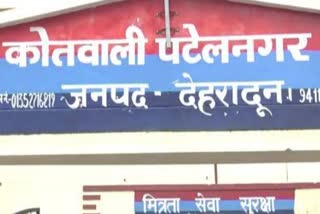 कोतवाली पटेलनगर
जनपद - देहरादून
मित्रता सेवा सुरक्षा